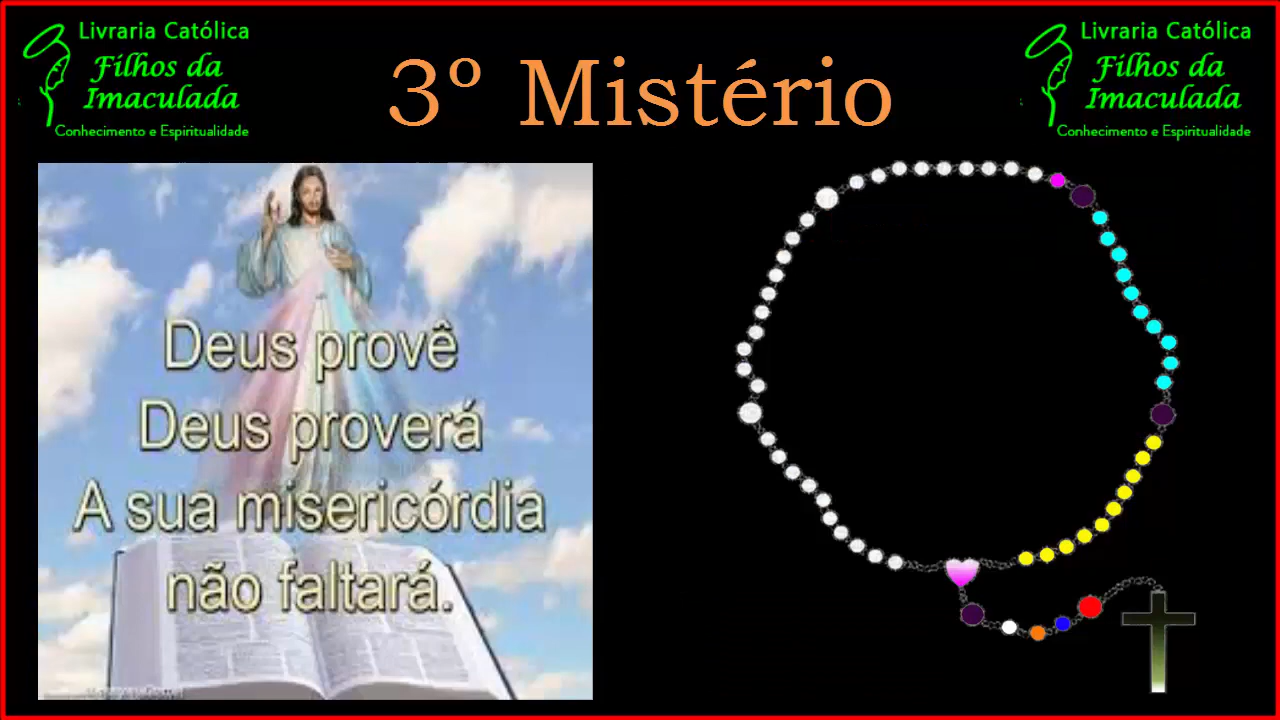 Livraria Católica
Filhos da
Imaculada
Conhecimento e Espiritualidade
3º Mistério
Livraria Católica
Filhos da
Imaculada
Conhecimento e Espiritualidade
Deus provê
Deus proverá
A sua misericórdia
não faltará.